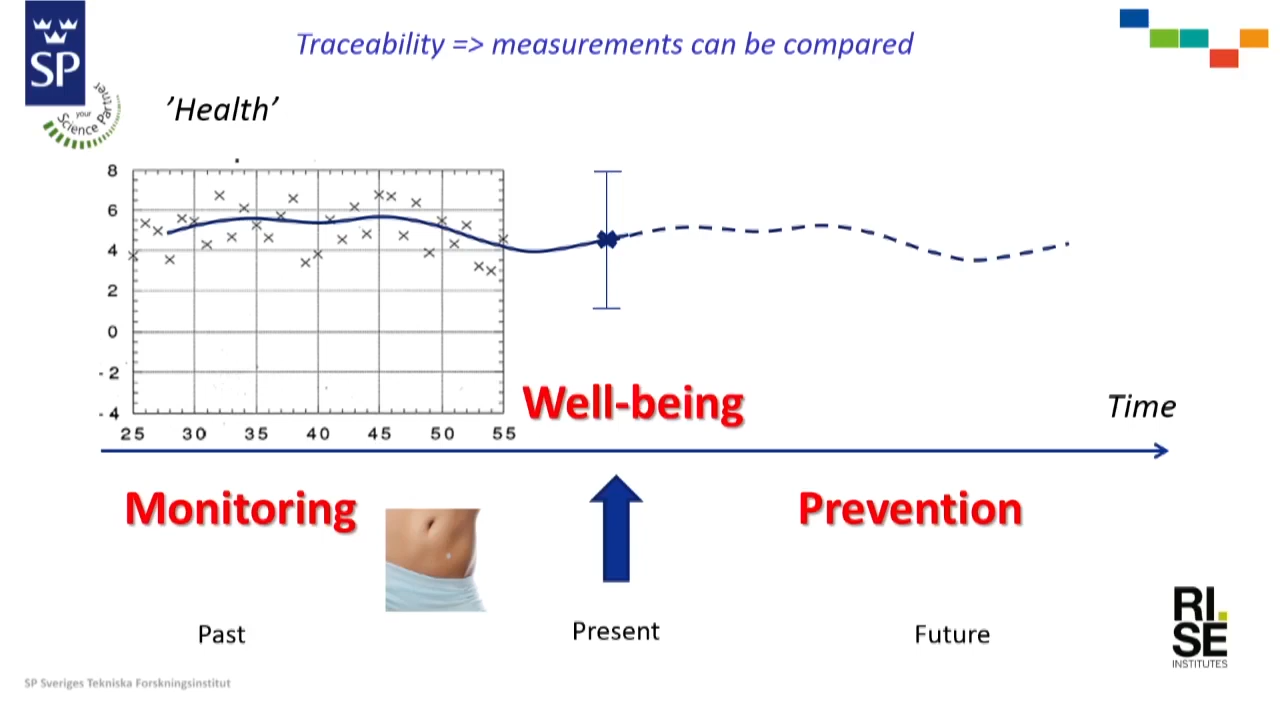 SP
your
Science Partner
Traceability => measurements can be compared
’Health’
8
6
4
2
0
- 2
- 4
25 30 35 40 45 50 55
Well-being
Time
Monitoring
Prevention
Past
Present
Future
RI.
SE
INSTITUTES
SP Sveriges Tekniska Forskningsinstitut